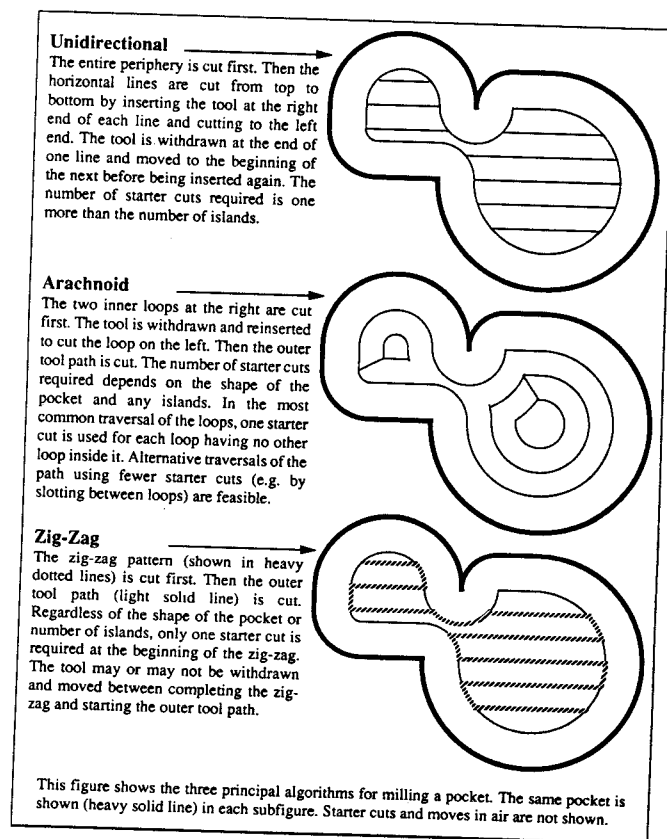 Unidirectional
The entire periphery is cut first. Then the
horizontal lines are cut from top to
bottom by inserting the tool at the right
end of each line and cutting to the left
end. The tool is withdrawn at the end of
one line and moved to the beginning of
the next before being inserted again. The
number of starter cuts required is one
more than the number of islands.
Arachnoid
The two inner loops at the right are cut
first. The tool is withdrawn and reinserted
to cut the loop on the left. Then the outer
tool path is cut. The number of starter cuts
required depends on the shape of the
pocket and any islands. In the most
common traversal of the loops, one starter
cut is used for each loop having no other
loop inside it. Alternative traversals of the
path using fewer starter cuts (e.g. by
slotting between loops) are feasible.
Zig-Zag
The zig-zag pattern (shown in heavy
dotted lines) is cut first. Then the outer
tool path (light solid line) is cut.
Regardless of the shape of the pocket or
number of islands, only one starter cut is
required at the beginning of the zig-zag.
The tool may or may not be withdrawn
and moved between completing the zig-
zag and starting the outer tool path.
This figure shows the three principal algorithms for milling a pocket. The same pocket is
shown (heavy solid line) in each subfigure. Starter cuts and moves in air are not shown.